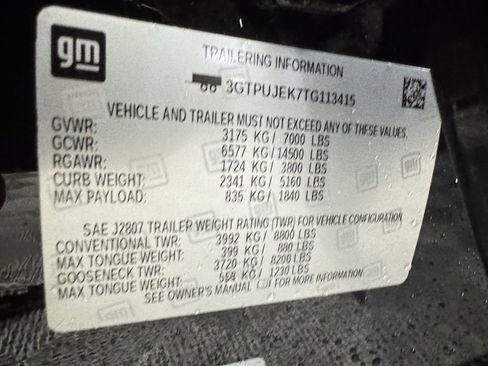 gm
TRAILERING INFORMATION
3GTPUJEK7TG113415
VEHICLE AND TRAILER MUST NOT EXCEED ANY OF THESE VALUES.
GVWR: 3175 KG / 7000 LBS
GCWR: 6577 KG / 14500 LBS
RGAWR: 1724 KG / 3800 LBS
CURB WEIGHT: 2341 KG / 5160 LBS
MAX PAYLOAD: 835 KG / 1840 LBS
SAE J2807 TRAILER WEIGHT RATING (TWR) FOR VEHICLE CONFIGURATION
CONVENTIONAL TWR: 3992 KG / 8800 LBS
MAX TONGUE WEIGHT: 399 KG / 880 LBS
GOOSENECK TWR: 3720 KG / 8200 LBS
MAX TONGUE WEIGHT: 558 KG / 1230 LBS
SEE OWNER'S MANUAL FOR MORE INFORMATION